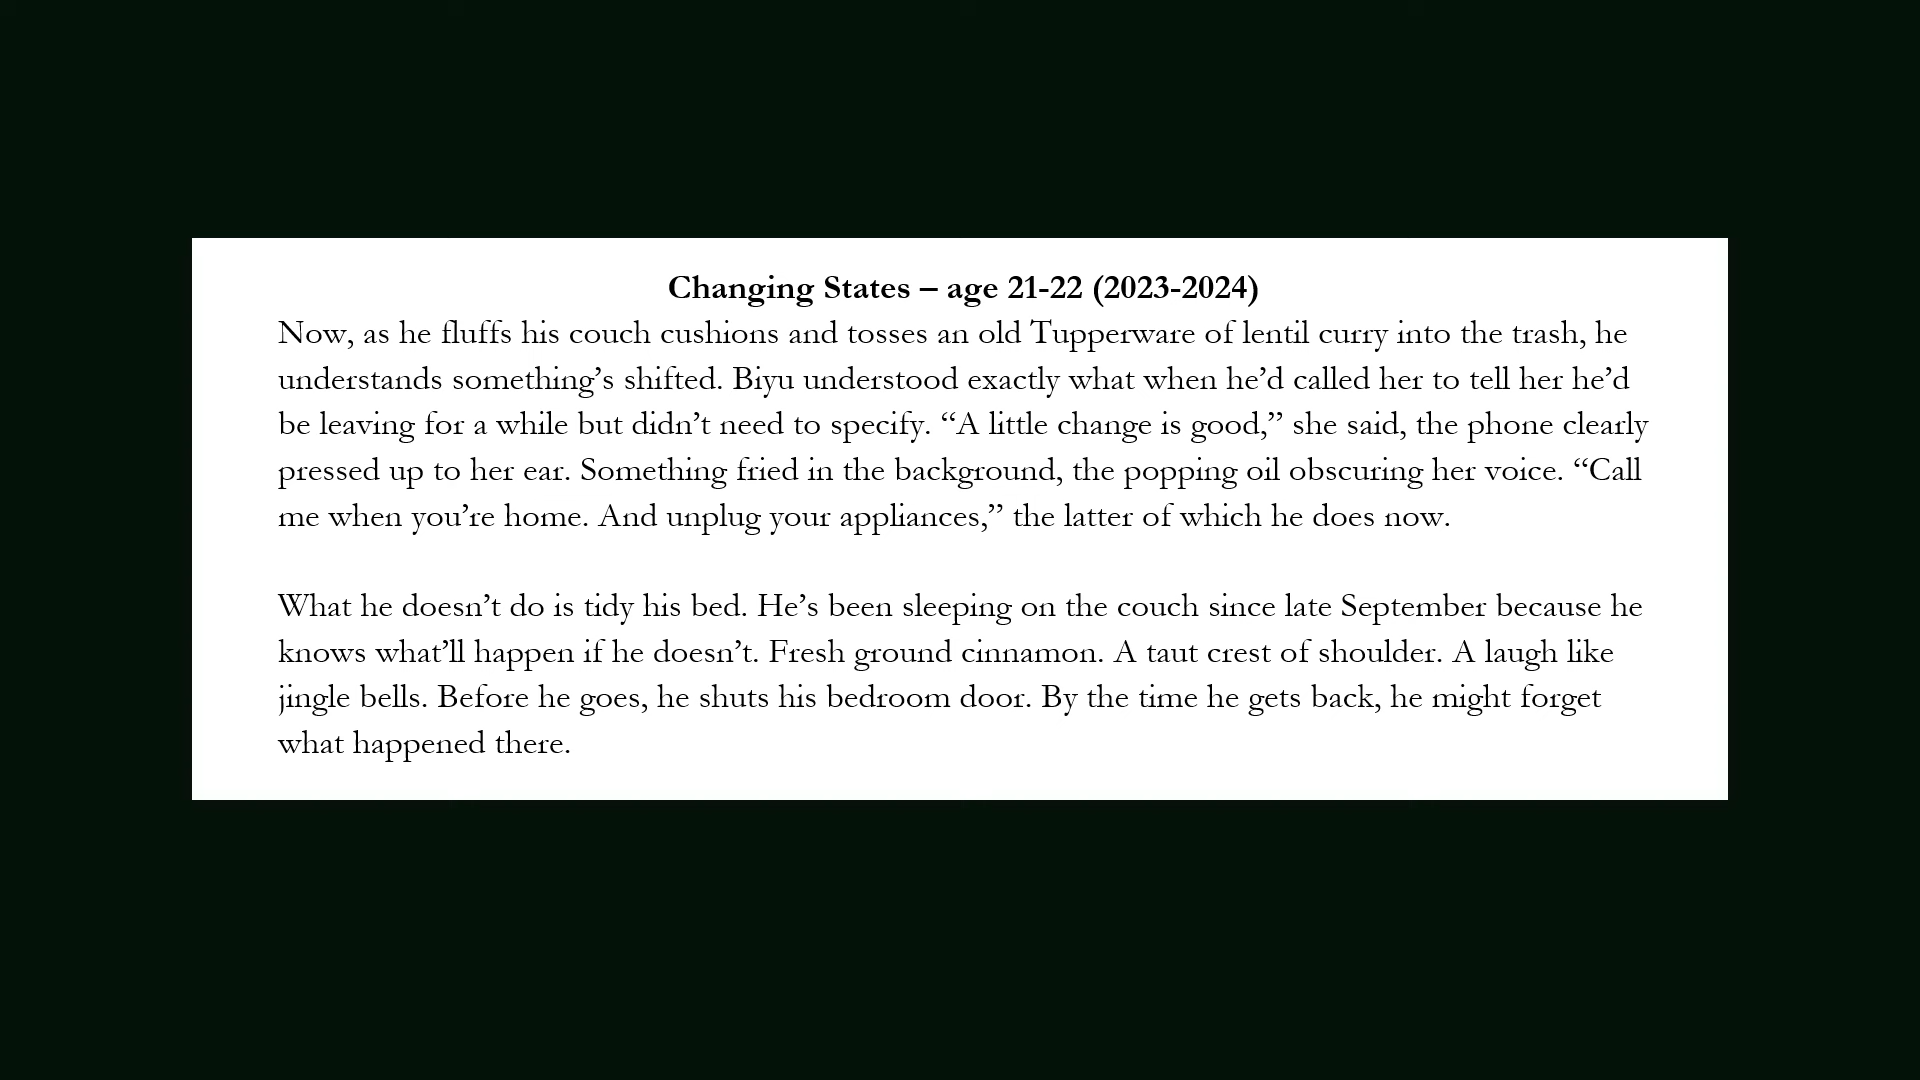 Changing States – age 21-22 (2023-2024)
Now, as he fluffs his couch cushions and tosses an old Tupperware of lentil curry into the trash, he
understands something’s shifted. Biyu understood exactly what when he’d called her to tell her he’d
be leaving for a while but didn’t need to specify. “A little change is good,” she said, the phone clearly
pressed up to her ear. Something fried in the background, the popping oil obscuring her voice. “Call
me when you’re home. And unplug your appliances,” the latter of which he does now.
What he doesn’t do is tidy his bed. He’s been sleeping on the couch since late September because he
knows what’ll happen if he doesn’t. Fresh ground cinnamon. A taut crest of shoulder. A laugh like
jingle bells. Before he goes, he shuts his bedroom door. By the time he gets back, he might forget
what happened there.